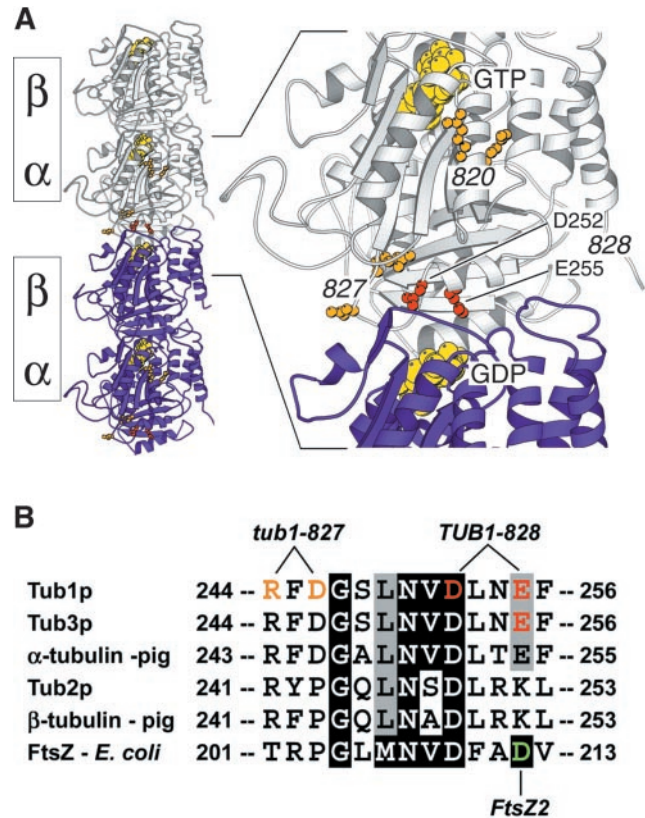 A
β
α
β
α
GTP
820
D252
828
827
E255
GDP
B
tub1-827 TUB1-828
Tub1p 244 -- R F D G S L N V D L N E F -- 256
Tub3p 244 -- R F D G S L N V D L N E F -- 256
α-tubulin -pig 243 -- R F D G A L N V D L T E F -- 255
Tub2p 241 -- R Y P G Q L N S D L R K L -- 253
β-tubulin - pig 241 -- R F P G Q L N A D L R K L -- 253
FtsZ - E. coli 201 -- T R P G L M N V D F A D V -- 213
FtsZ2